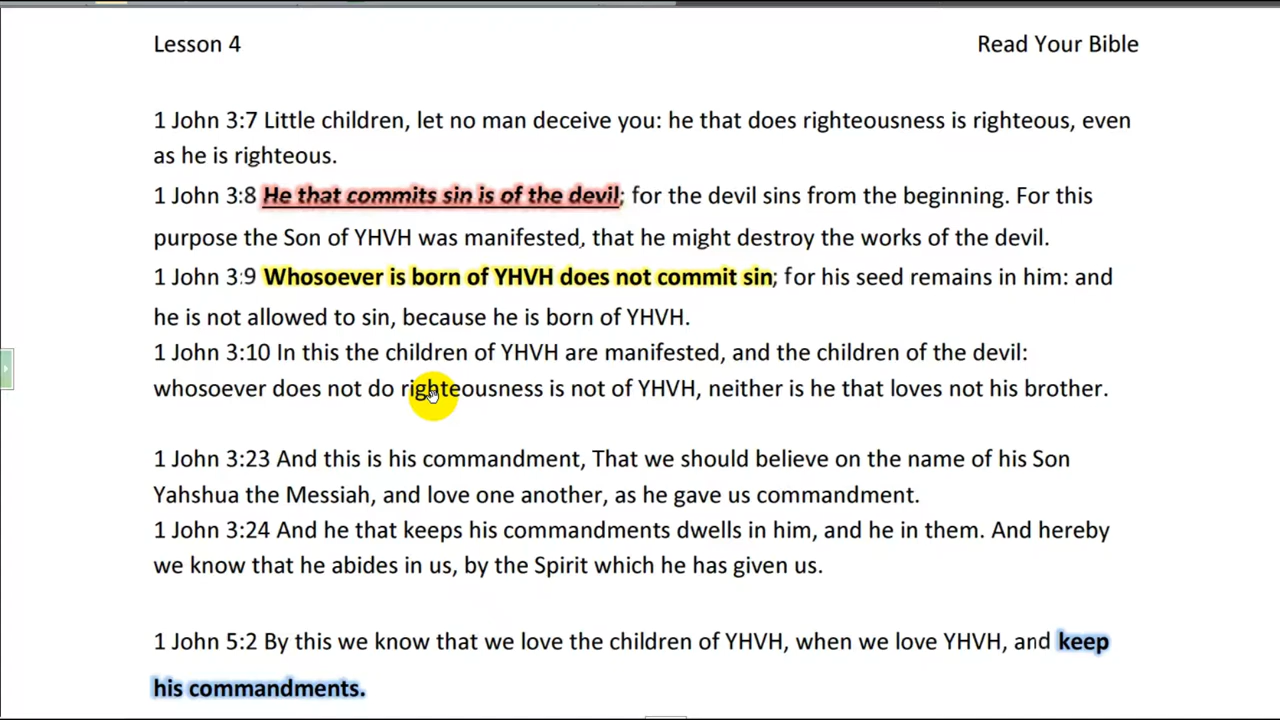 Lesson 4 Read Your Bible
1 John 3:7 Little children, let no man deceive you: he that does righteousness is righteous, even
as he is righteous.
1 John 3:8 He that commits sin is of the devil; for the devil sins from the beginning. For this
purpose the Son of YHVH was manifested, that he might destroy the works of the devil.
1 John 3:9 Whosoever is born of YHVH does not commit sin; for his seed remains in him: and
he is not allowed to sin, because he is born of YHVH.
1 John 3:10 In this the children of YHVH are manifested, and the children of the devil:
whosoever does not do righteousness is not of YHVH, neither is he that loves not his brother.
1 John 3:23 And this is his commandment, That we should believe on the name of his Son
Yahshua the Messiah, and love one another, as he gave us commandment.
1 John 3:24 And he that keeps his commandments dwells in him, and he in them. And hereby
we know that he abides in us, by the Spirit which he has given us.
1 John 5:2 By this we know that we love the children of YHVH, when we love YHVH, and keep
his commandments.